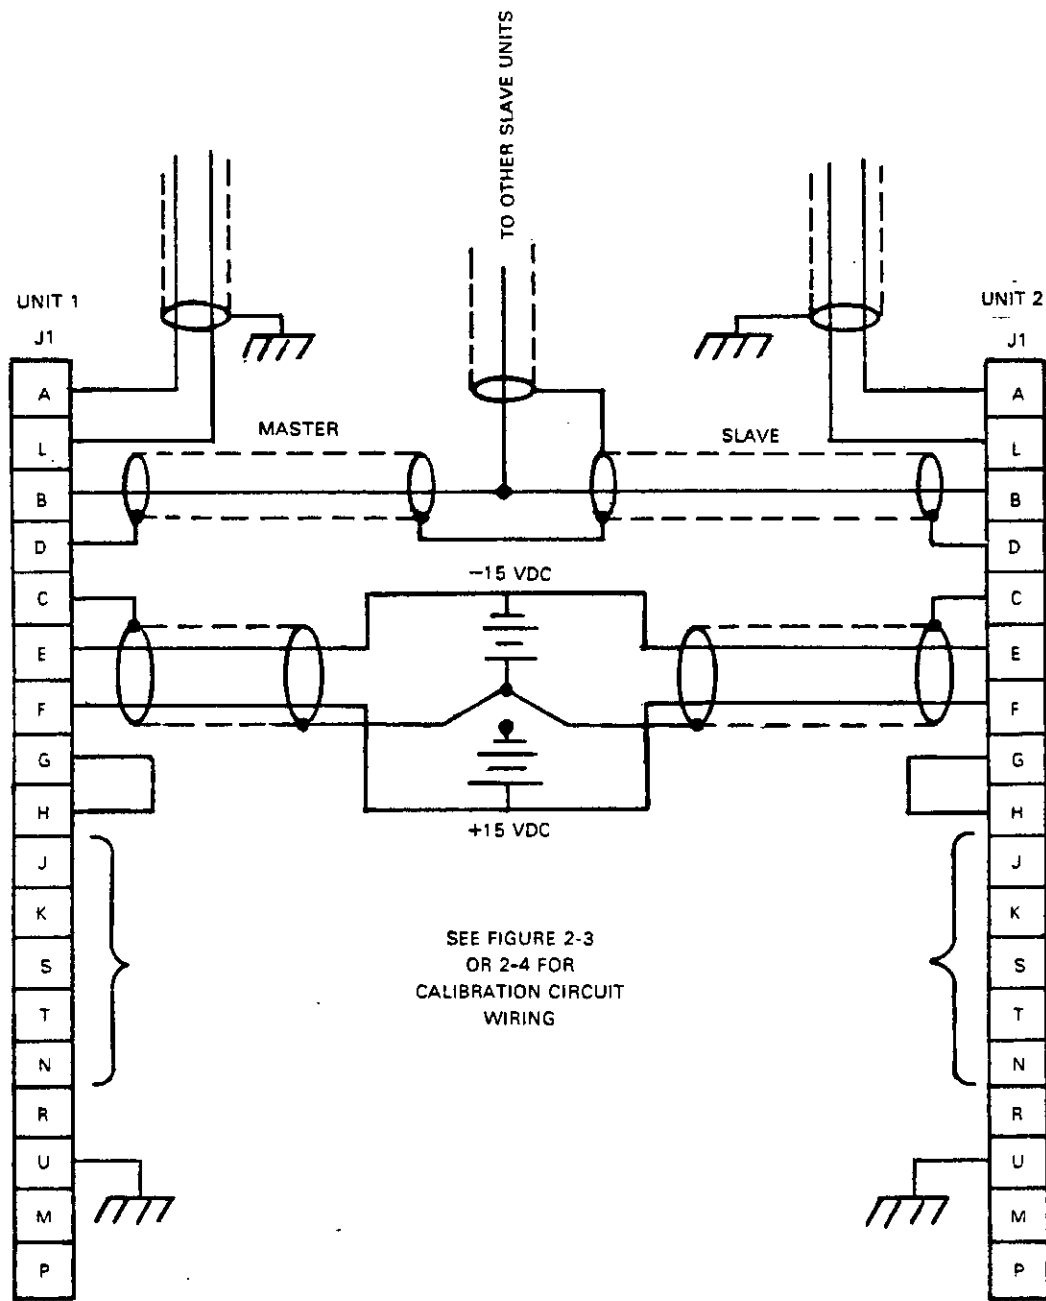 TO OTHER SLAVE UNITS
UNIT 1
J1
UNIT 2
J1
A
L
B
D
C
E
F
G
H
J
K
S
T
N
R
U
M
P
MASTER
SLAVE
−15 VDC
+15 VDC
SEE FIGURE 2-3
OR 2-4 FOR
CALIBRATION CIRCUIT
WIRING
A
L
B
D
C
E
F
G
H
J
K
S
T
N
R
U
M
P